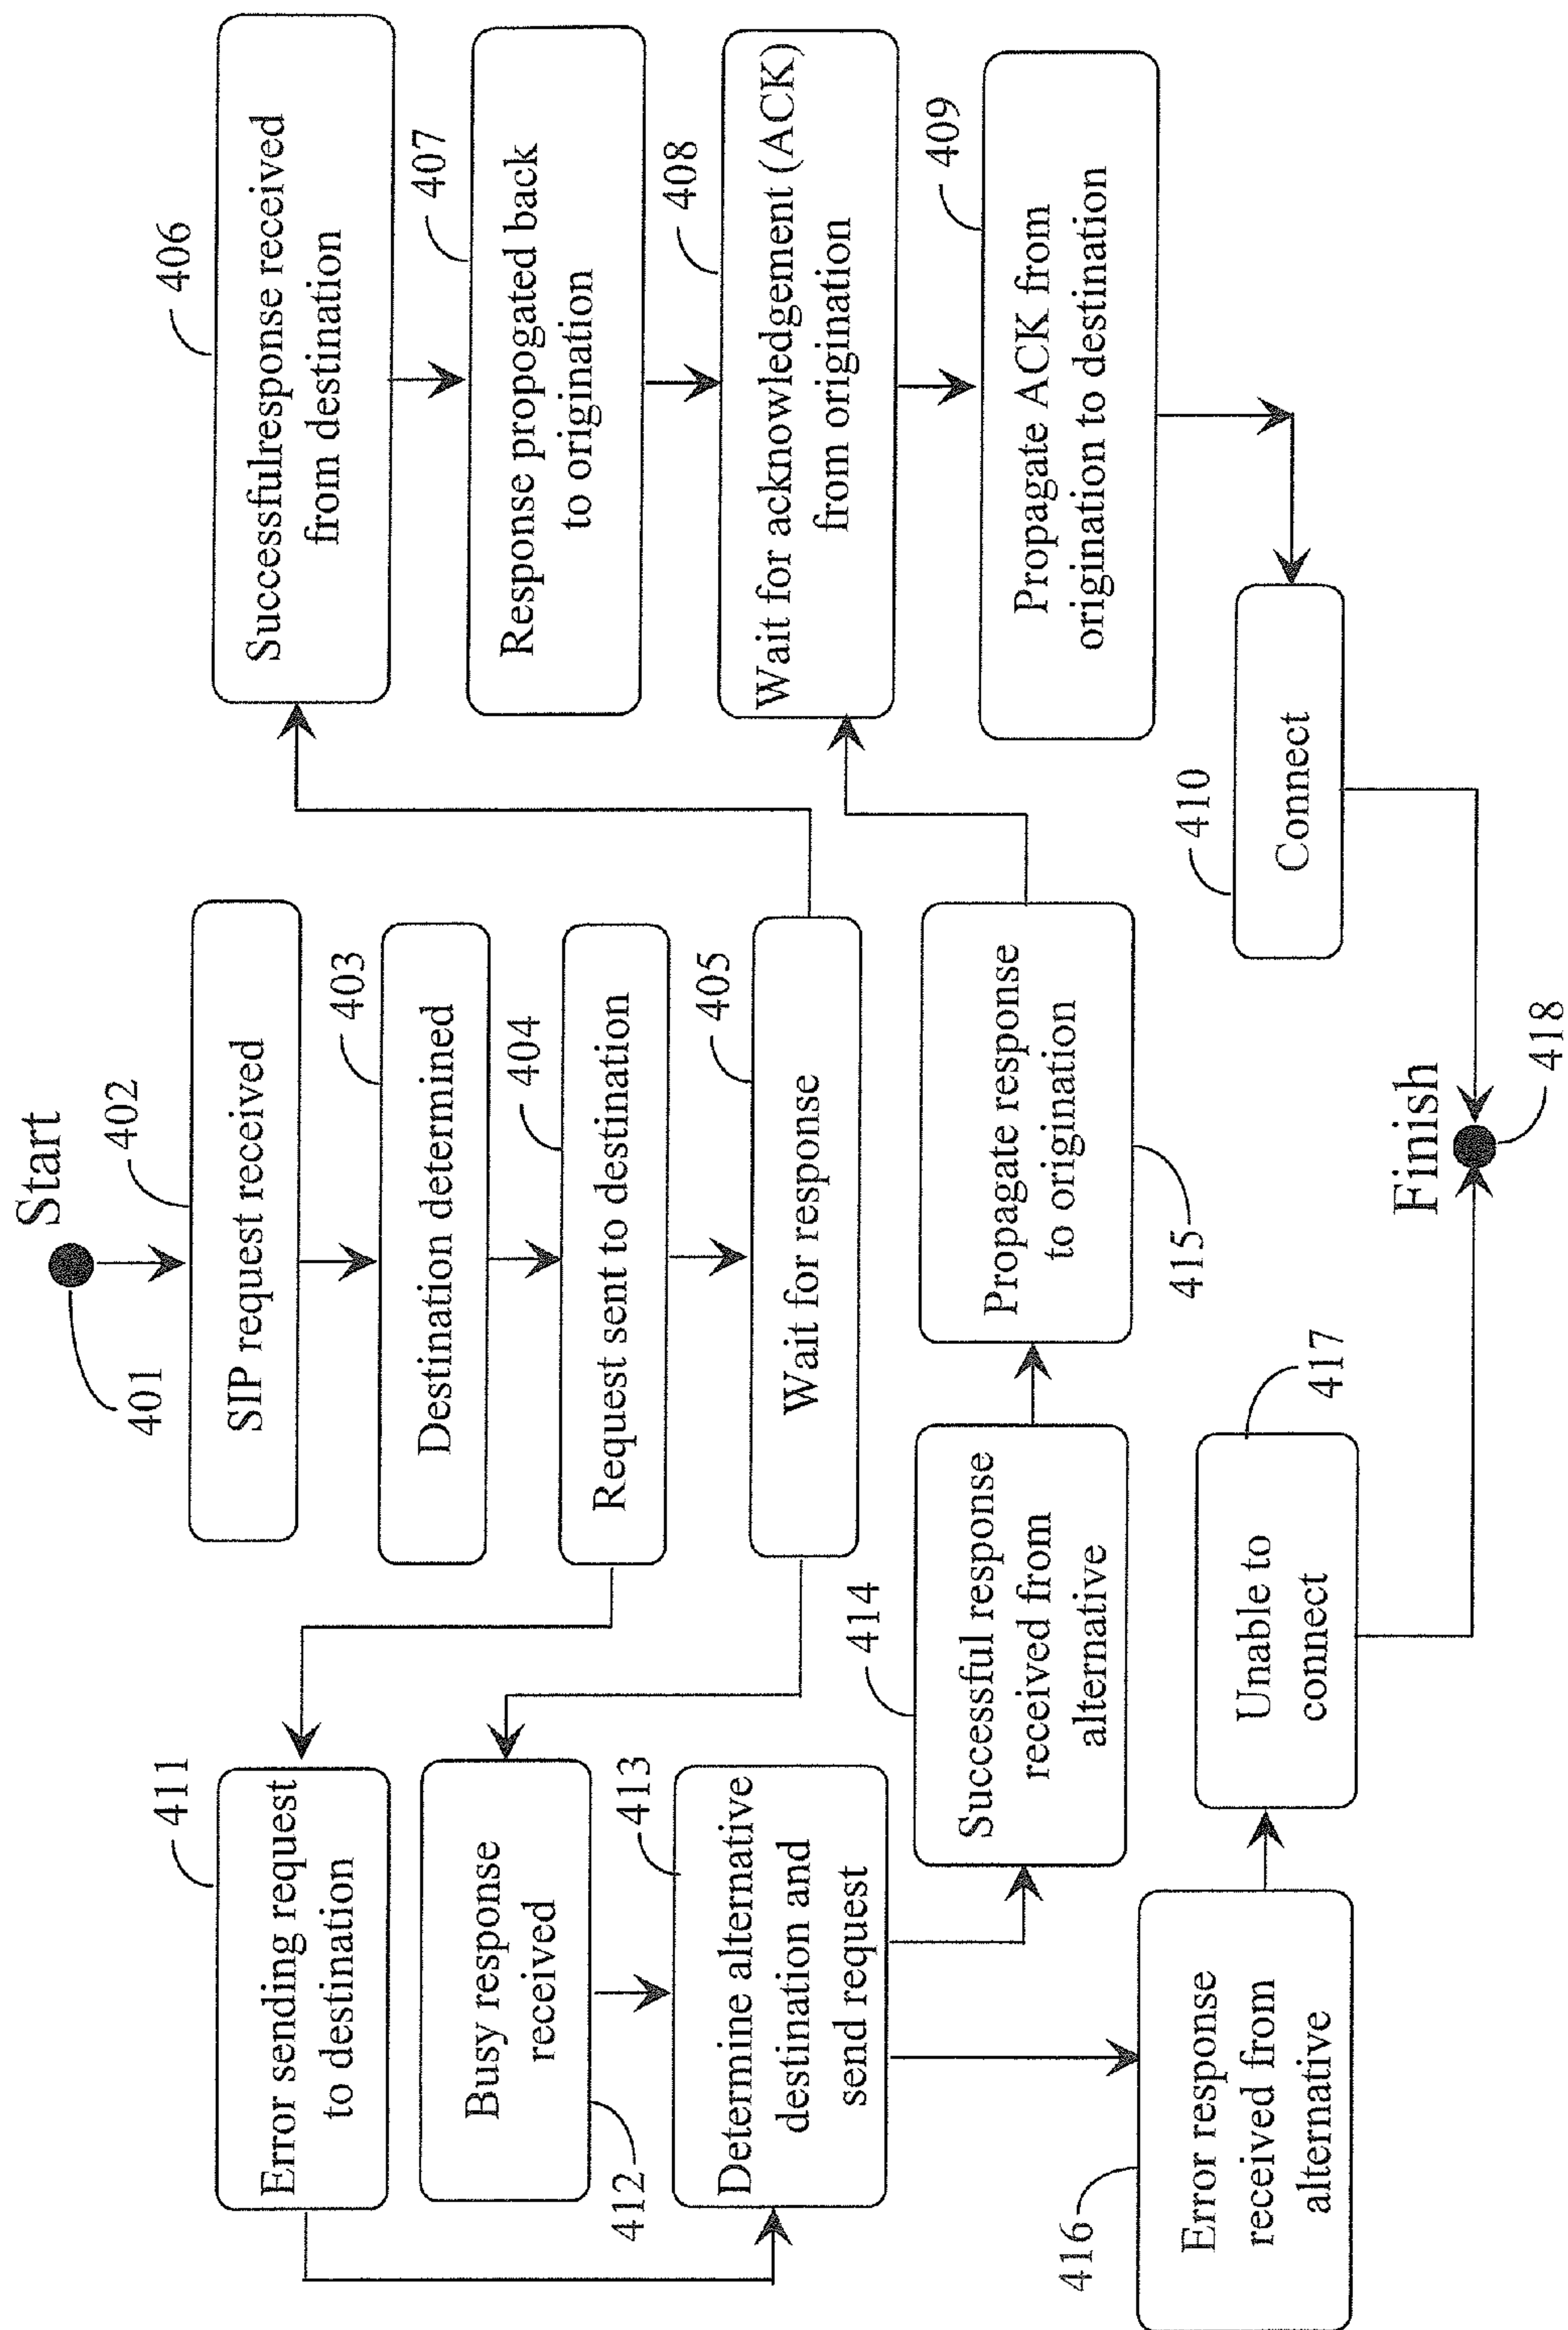 Start
401
402
SIP request received
403
Destination determined
404
Request sent to destination
405
Wait for response
406
Successfulresponse received
from destination
407
Response propogated back
to origination
408
Wait for acknowledgement (ACK)
from origination
409
Propagate ACK from
origination to destination
410
Connect
411
Error sending request
to destination
412
Busy response
received
413
Determine alternative
destination and
send request
414
Successful response
received from
alternative
415
Propagate response
to origination
416
Error response
received from
alternative
417
Unable to
connect
Finish
418